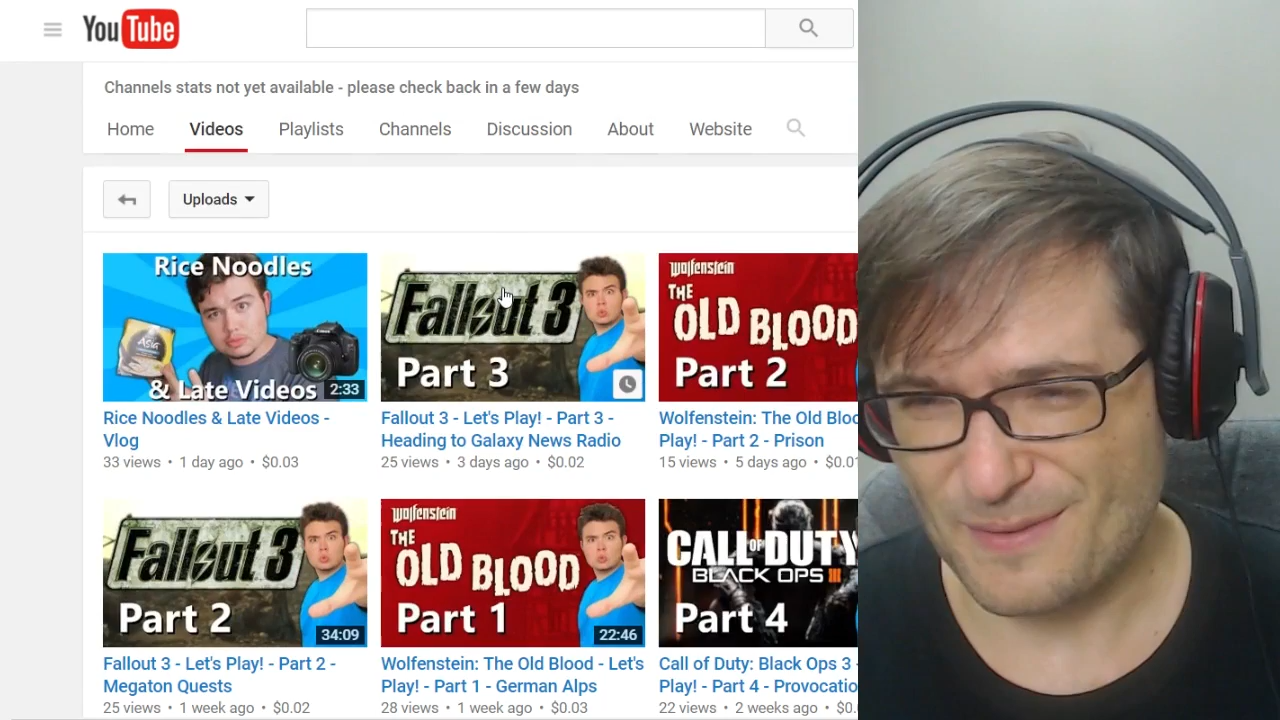 YouTube
Channels stats not yet available - please check back in a few days
Home Videos Playlists Channels Discussion About Website
Uploads
Rice Noodles
& Late Videos
2:33
Fallout 3
Part 3
Wolfenstein
THE
OLD BLOOD
Part 2
Rice Noodles & Late Videos -
Vlog
33 views • 1 day ago • $0.03
Fallout 3 - Let's Play! - Part 3 -
Heading to Galaxy News Radio
25 views • 3 days ago • $0.02
Wolfenstein: The Old Bloo
Play! - Part 2 - Prison
15 views • 5 days ago • $0.01
Fallout 3
Part 2
34:09
Wolfenstein
THE
OLD BLOOD
Part 1
22:46
CALL OF DUTY
BLACK OPS III
Part 4
Fallout 3 - Let's Play! - Part 2 -
Megaton Quests
25 views • 1 week ago • $0.02
Wolfenstein: The Old Blood - Let's
Play! - Part 1 - German Alps
28 views • 1 week ago • $0.03
Call of Duty: Black Ops 3 -
Play! - Part 4 - Provocatio
22 views • 2 weeks ago • $0.